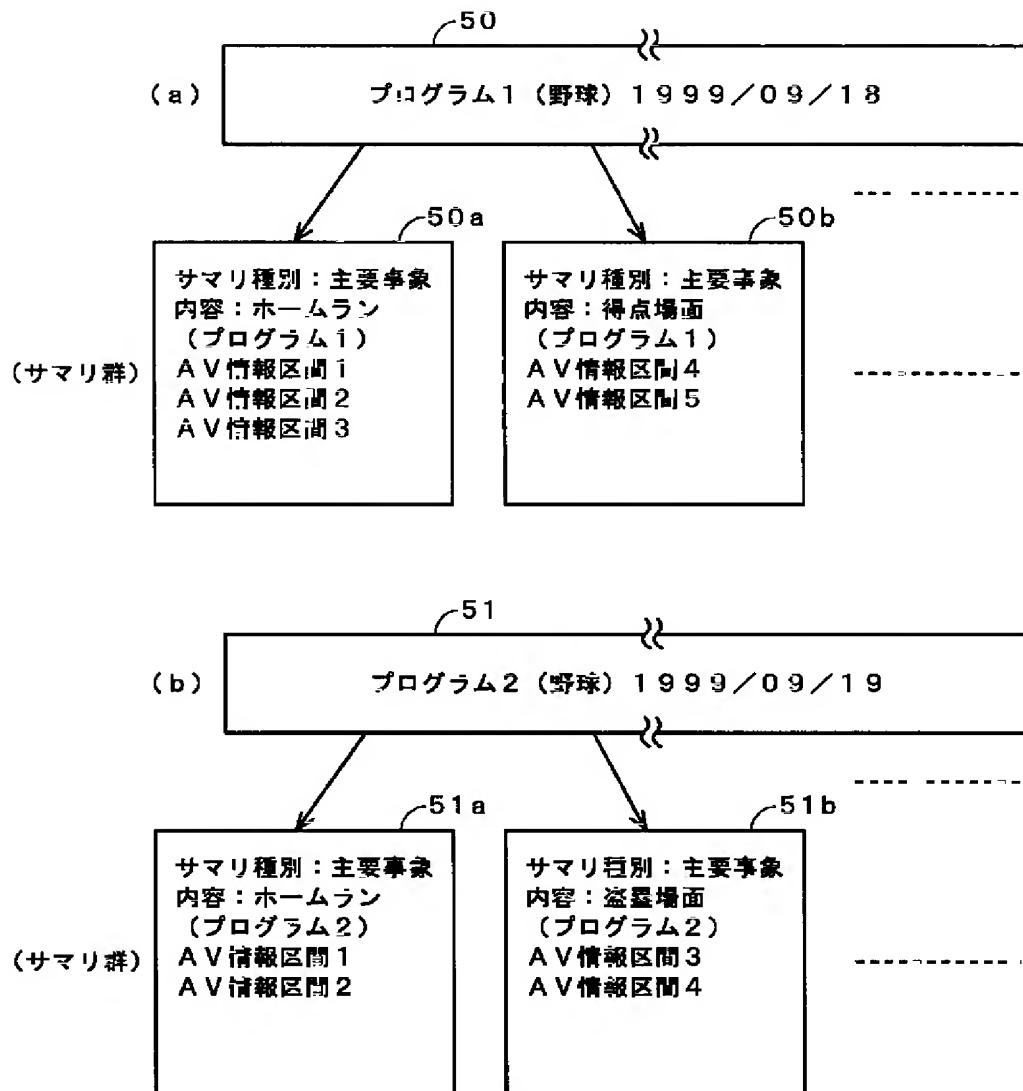 50
(a)
プログラム1(野球)1999/09/18
50a
50b
サマリ種別:主要事象
内容:ホームラン
(プログラム1)
AV情報区間1
AV情報区間2
AV情報区間3
サマリ種別:主要事象
内容:得点場面
(プログラム1)
AV情報区間4
AV情報区間5
(サマリ群)
51
(b)
プログラム2(野球)1999/09/19
51a
51b
サマリ種別:主要事象
内容:ホームラン
(プログラム2)
AV情報区間1
AV情報区間2
サマリ種別:主要事象
内容:盗塁場面
(プログラム2)
AV情報区間3
AV情報区間4
(サマリ群)